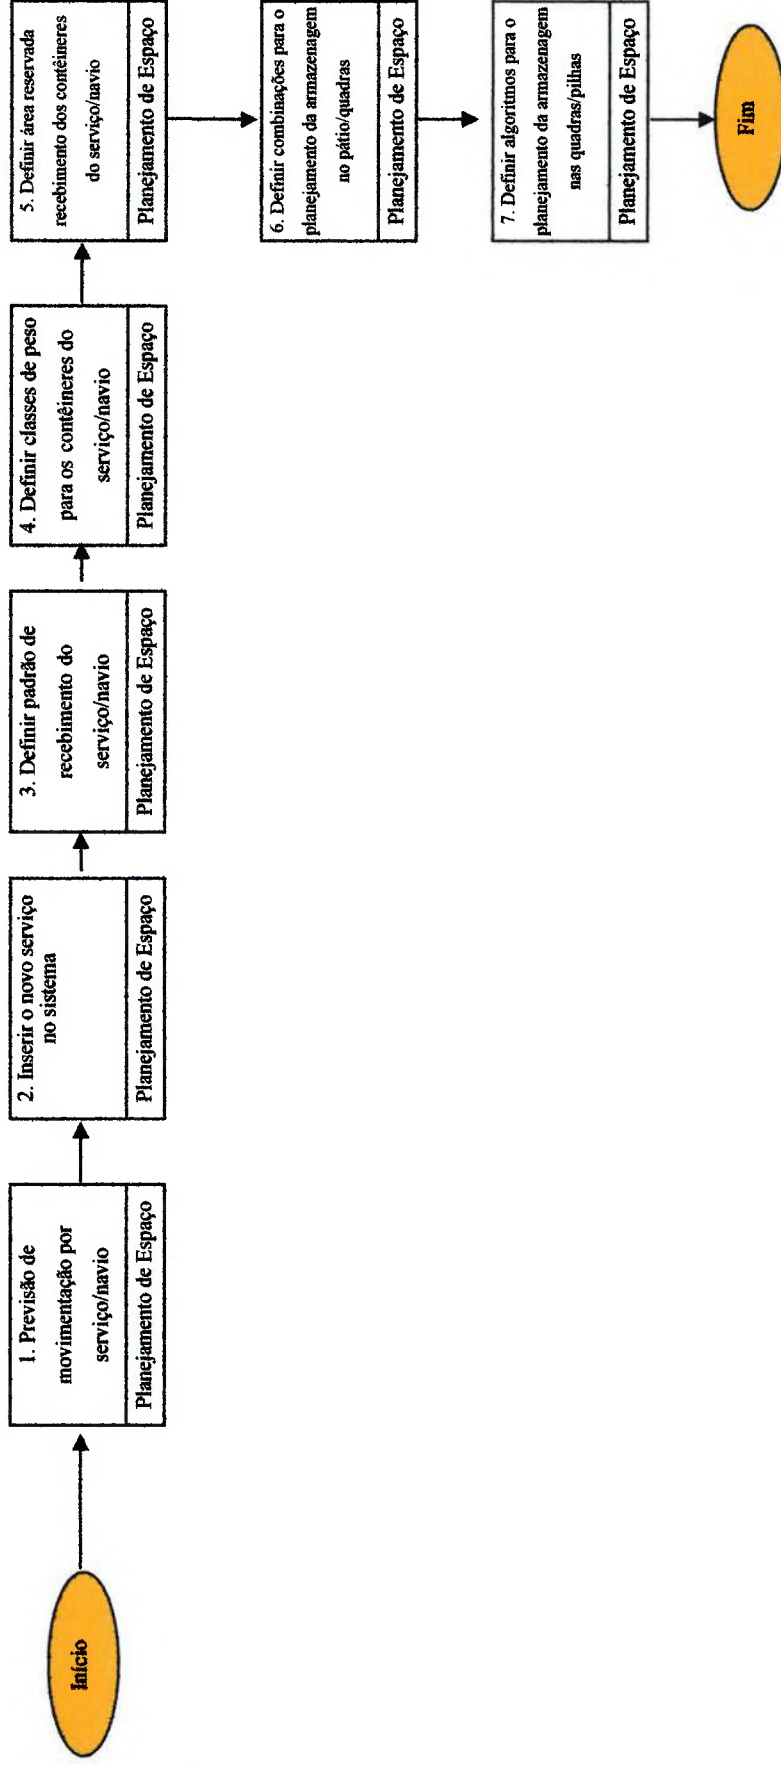 Início
1. Previsão de
movimentação por
serviço/navio
Planejamento de Espaço
2. Inserir o novo serviço
no sistema
Planejamento de Espaço
3. Definir padrão de
recebimento do
serviço/navio
Planejamento de Espaço
4. Definir classes de peso
para os contêineres do
serviço/navio
Planejamento de Espaço
5. Definir área reservada
recebimento dos contêineres
do serviço/navio
Planejamento de Espaço
6. Definir combinações para o
planejamento da armazenagem
no pátio/quadras
Planejamento de Espaço
7. Definir algoritmos para o
planejamento da armazenagem
nas quadras/pilhas
Planejamento de Espaço
Fim